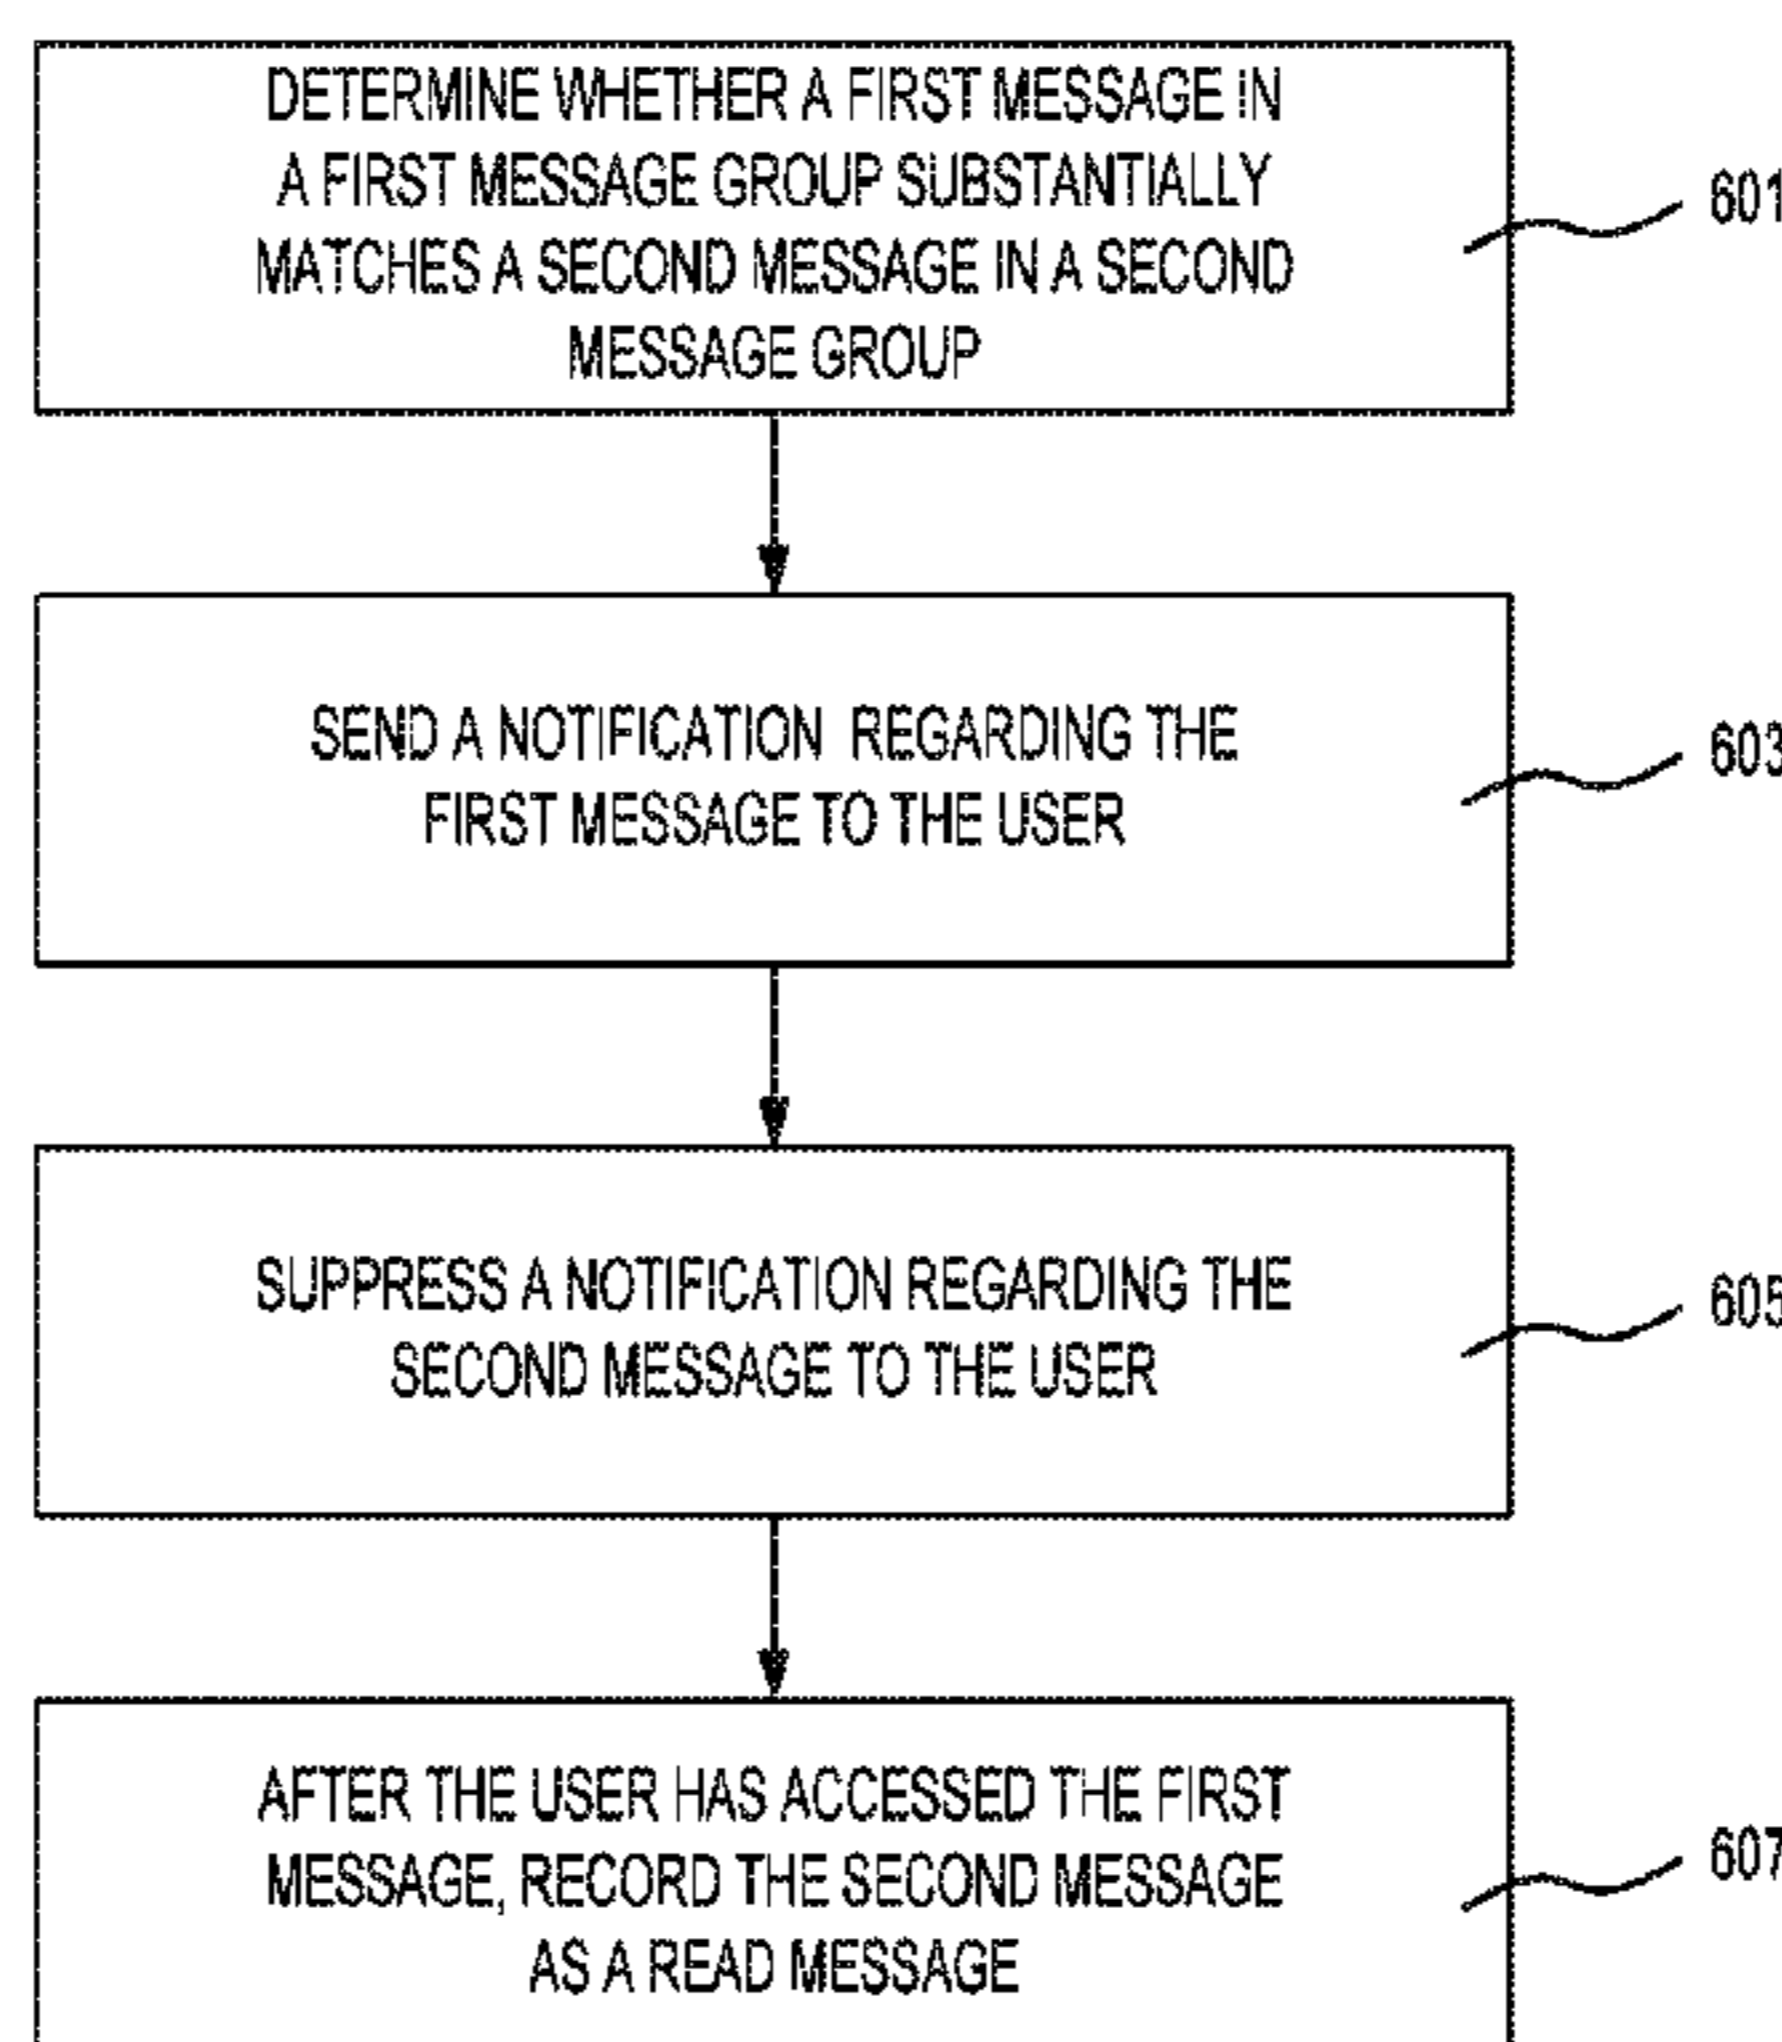 DETERMINE WHETHER A FIRST MESSAGE IN
A FIRST MESSAGE GROUP SUBSTANTIALLY
MATCHES A SECOND MESSAGE IN A SECOND
MESSAGE GROUP
601
SEND A NOTIFICATION REGARDING THE
FIRST MESSAGE TO THE USER
603
SUPPRESS A NOTIFICATION REGARDING THE
SECOND MESSAGE TO THE USER
605
AFTER THE USER HAS ACCESSED THE FIRST
MESSAGE, RECORD THE SECOND MESSAGE
AS A READ MESSAGE
607